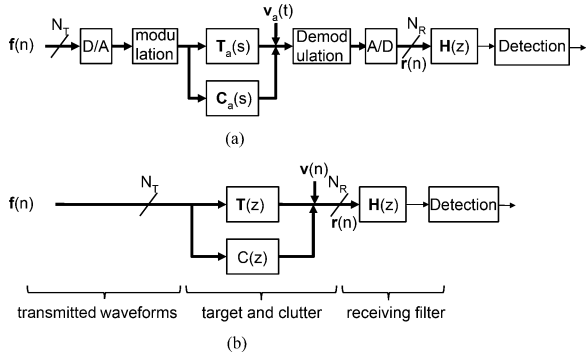 v_a(t)
f(n) N_T D/A modu lation T_a(s) Demod ulation A/D N_R r(n) H(z) Detection
C_a(s)
(a)
v(n)
f(n) N_T T(z) N_R r(n) H(z) Detection
C(z)
transmitted waveforms target and clutter receiving filter
(b)